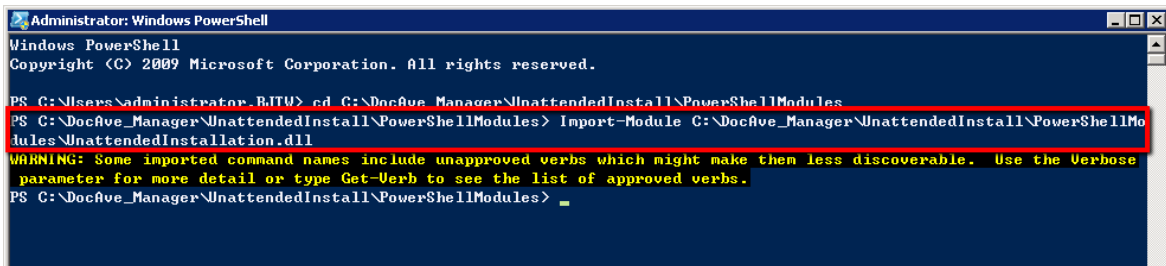 Administrator: Windows PowerShell
Windows PowerShell
Copyright (C) 2009 Microsoft Corporation. All rights reserved.
PS C:\Users\administrator.BJTW> cd C:\DocAve_Manager\UnattendedInstall\PowerShellModules
PS C:\DocAve_Manager\UnattendedInstall\PowerShellModules> Import-Module C:\DocAve_Manager\UnattendedInstall\PowerShellMo
dules\UnattendedInstallation.dll
WARNING: Some imported command names include unapproved verbs which might make them less discoverable.  Use the Verbose
 parameter for more detail or type Get-Verb to see the list of approved verbs.
PS C:\DocAve_Manager\UnattendedInstall\PowerShellModules> _